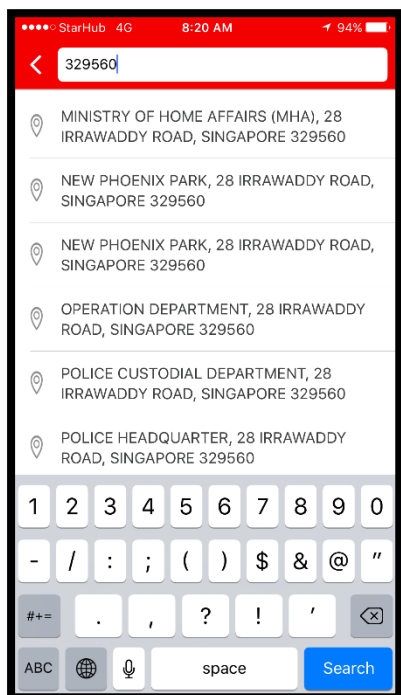 StarHub 4G 8:20 AM 94%
329560
MINISTRY OF HOME AFFAIRS (MHA), 28
IRRAWADDY ROAD, SINGAPORE 329560
NEW PHOENIX PARK, 28 IRRAWADDY ROAD,
SINGAPORE 329560
NEW PHOENIX PARK, 28 IRRAWADDY ROAD,
SINGAPORE 329560
OPERATION DEPARTMENT, 28 IRRAWADDY
ROAD, SINGAPORE 329560
POLICE CUSTODIAL DEPARTMENT, 28
IRRAWADDY ROAD, SINGAPORE 329560
POLICE HEADQUARTER, 28 IRRAWADDY
ROAD, SINGAPORE 329560
1 2 3 4 5 6 7 8 9 0
- / : ; ( ) $ & @ "
#+= . , ? ! '
ABC space Search